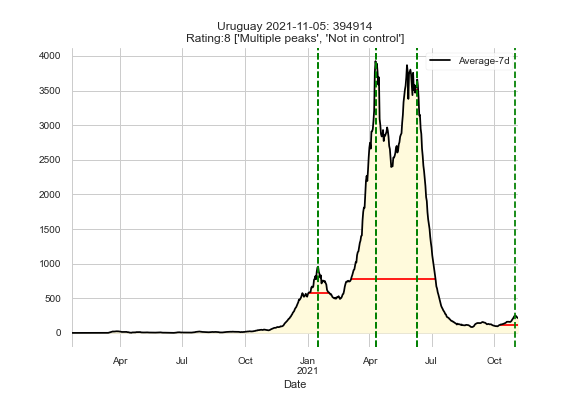 Uruguay 2021-11-05: 394914
Rating:8 ['Multiple peaks', 'Not in control']
Average-7d
4000
3500
3000
2500
2000
1500
1000
500
0
Apr Jul Oct Jan Apr Jul Oct
2021
Date